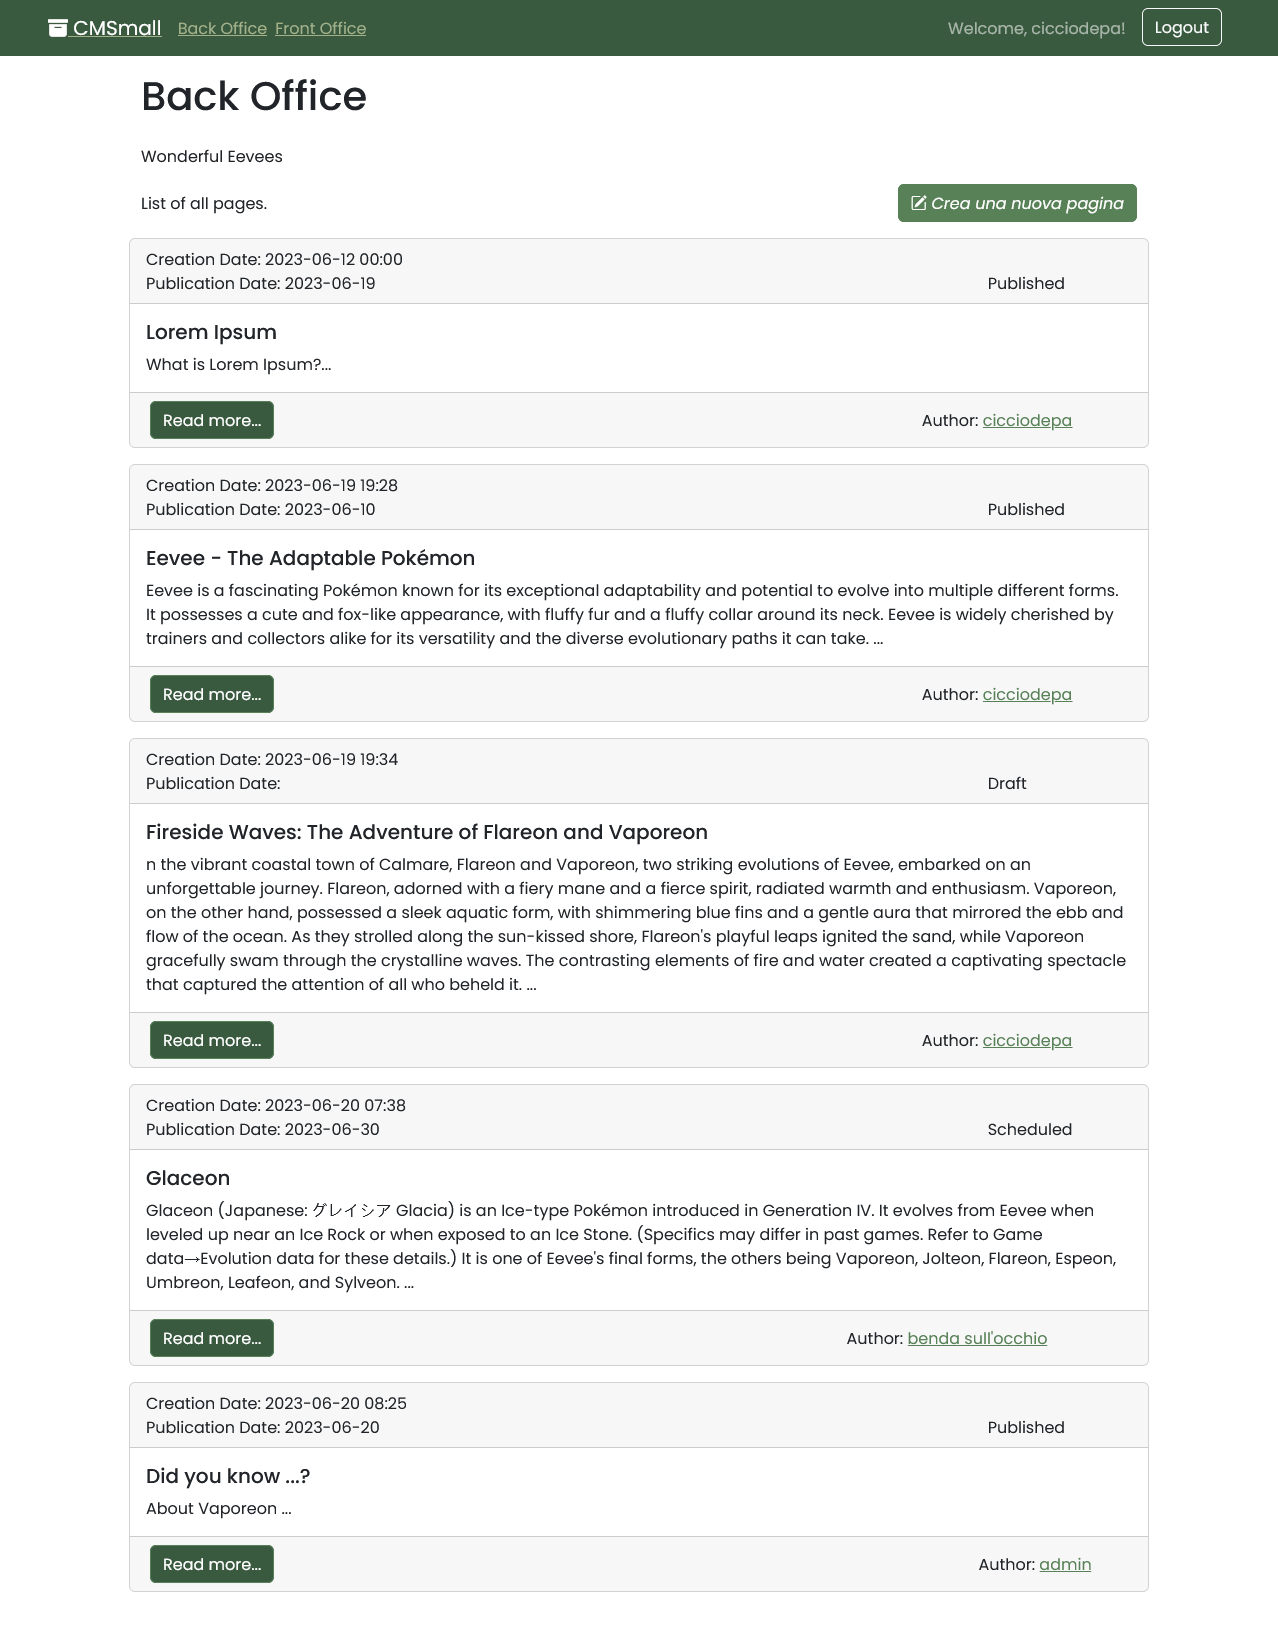 CMSmall Back Office Front Office Welcome, cicciodepa! Logout
Back Office
Wonderful Eevees
List of all pages. Crea una nuova pagina
Creation Date: 2023-06-12 00:00
Publication Date: 2023-06-19 Published
Lorem Ipsum
What is Lorem Ipsum?...
Read more... Author: cicciodepa
Creation Date: 2023-06-19 19:28
Publication Date: 2023-06-10 Published
Eevee - The Adaptable Pokémon
Eevee is a fascinating Pokémon known for its exceptional adaptability and potential to evolve into multiple different forms.
It possesses a cute and fox-like appearance, with fluffy fur and a fluffy collar around its neck. Eevee is widely cherished by
trainers and collectors alike for its versatility and the diverse evolutionary paths it can take. ...
Read more... Author: cicciodepa
Creation Date: 2023-06-19 19:34
Publication Date: Draft
Fireside Waves: The Adventure of Flareon and Vaporeon
n the vibrant coastal town of Calmare, Flareon and Vaporeon, two striking evolutions of Eevee, embarked on an
unforgettable journey. Flareon, adorned with a fiery mane and a fierce spirit, radiated warmth and enthusiasm. Vaporeon,
on the other hand, possessed a sleek aquatic form, with shimmering blue fins and a gentle aura that mirrored the ebb and
flow of the ocean. As they strolled along the sun-kissed shore, Flareon's playful leaps ignited the sand, while Vaporeon
gracefully swam through the crystalline waves. The contrasting elements of fire and water created a captivating spectacle
that captured the attention of all who beheld it. ...
Read more... Author: cicciodepa
Creation Date: 2023-06-20 07:38
Publication Date: 2023-06-30 Scheduled
Glaceon
Glaceon (Japanese: グレイシア Glacia) is an Ice-type Pokémon introduced in Generation IV. It evolves from Eevee when
leveled up near an Ice Rock or when exposed to an Ice Stone. (Specifics may differ in past games. Refer to Game
data→Evolution data for these details.) It is one of Eevee's final forms, the others being Vaporeon, Jolteon, Flareon, Espeon,
Umbreon, Leafeon, and Sylveon. ...
Read more... Author: benda sull'occhio
Creation Date: 2023-06-20 08:25
Publication Date: 2023-06-20 Published
Did you know ...?
About Vaporeon ...
Read more... Author: admin